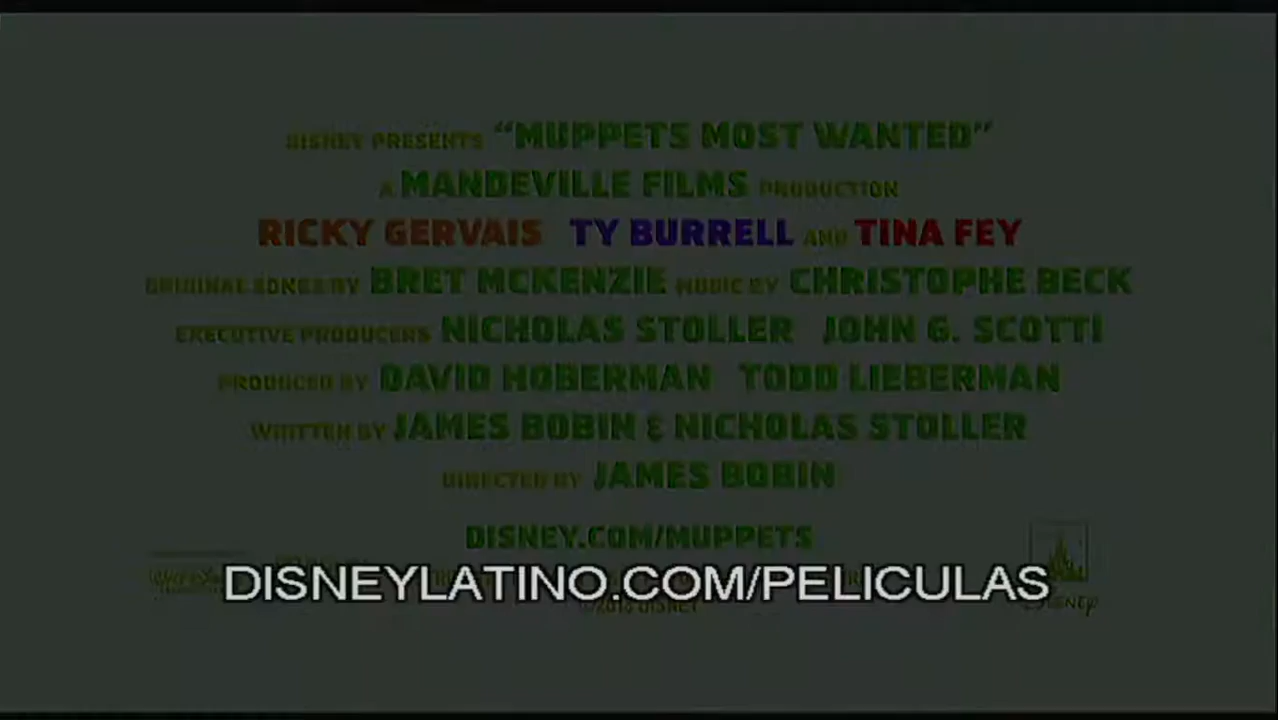 DISNEY PRESENTS “MUPPETS MOST WANTED”
A MANDEVILLE FILMS PRODUCTION
RICKY GERVAIS TY BURRELL AND TINA FEY
ORIGINAL SONGS BY BRET MCKENZIE MUSIC BY CHRISTOPHE BECK
EXECUTIVE PRODUCERS NICHOLAS STOLLER JOHN G. SCOTTI
PRODUCED BY DAVID HOBERMAN TODD LIEBERMAN
WRITTEN BY JAMES BOBIN & NICHOLAS STOLLER
DIRECTED BY JAMES BOBIN
DISNEY.COM/MUPPETS
DISNEYLATINO.COM/PELICULAS
DISNEY
Disney